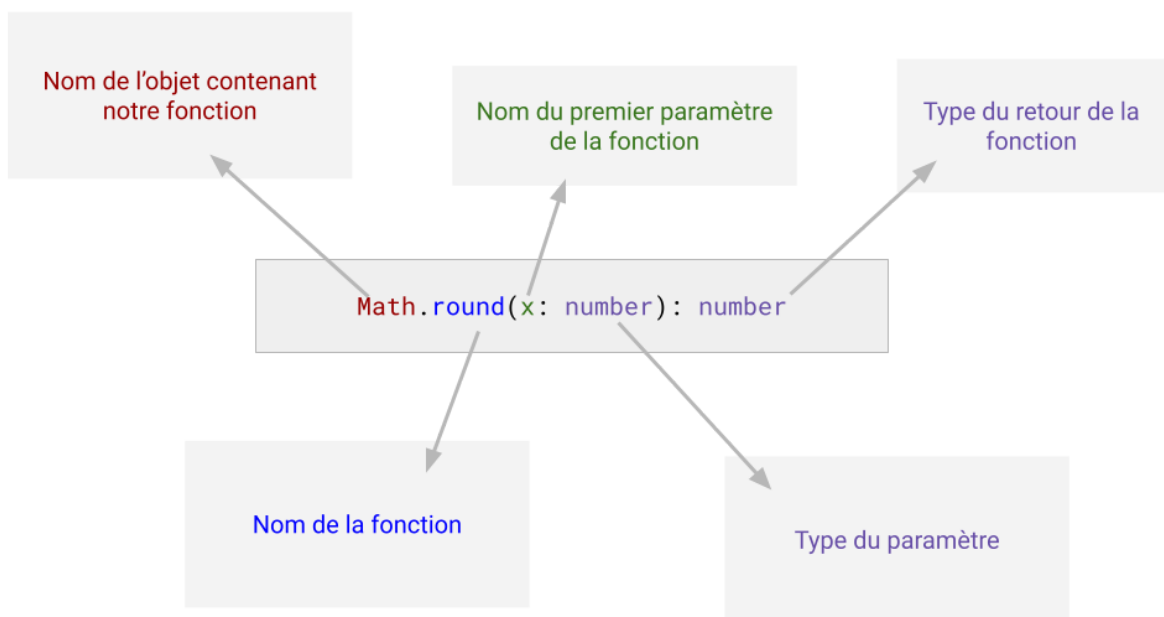 Nom de l’objet contenant
notre fonction
Nom du premier paramètre
de la fonction
Type du retour de la
fonction
Math.round(x: number): number
Nom de la fonction
Type du paramètre